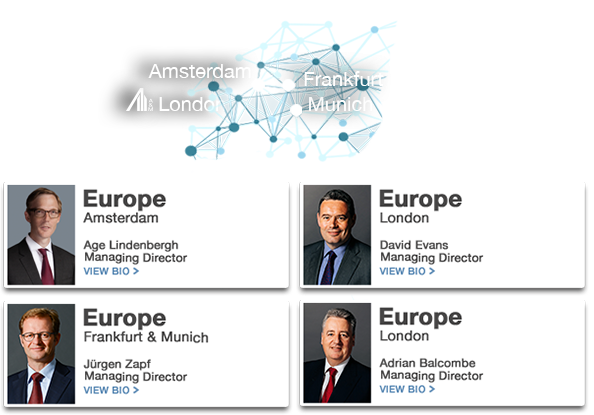 Amsterdam
Frankfurt
London
Munich
Europe
Amsterdam
Age Lindenbergh
Managing Director
VIEW BIO >
Europe
London
David Evans
Managing Director
VIEW BIO >
Europe
Frankfurt & Munich
Jürgen Zapf
Managing Director
VIEW BIO >
Europe
London
Adrian Balcombe
Managing Director
VIEW BIO >